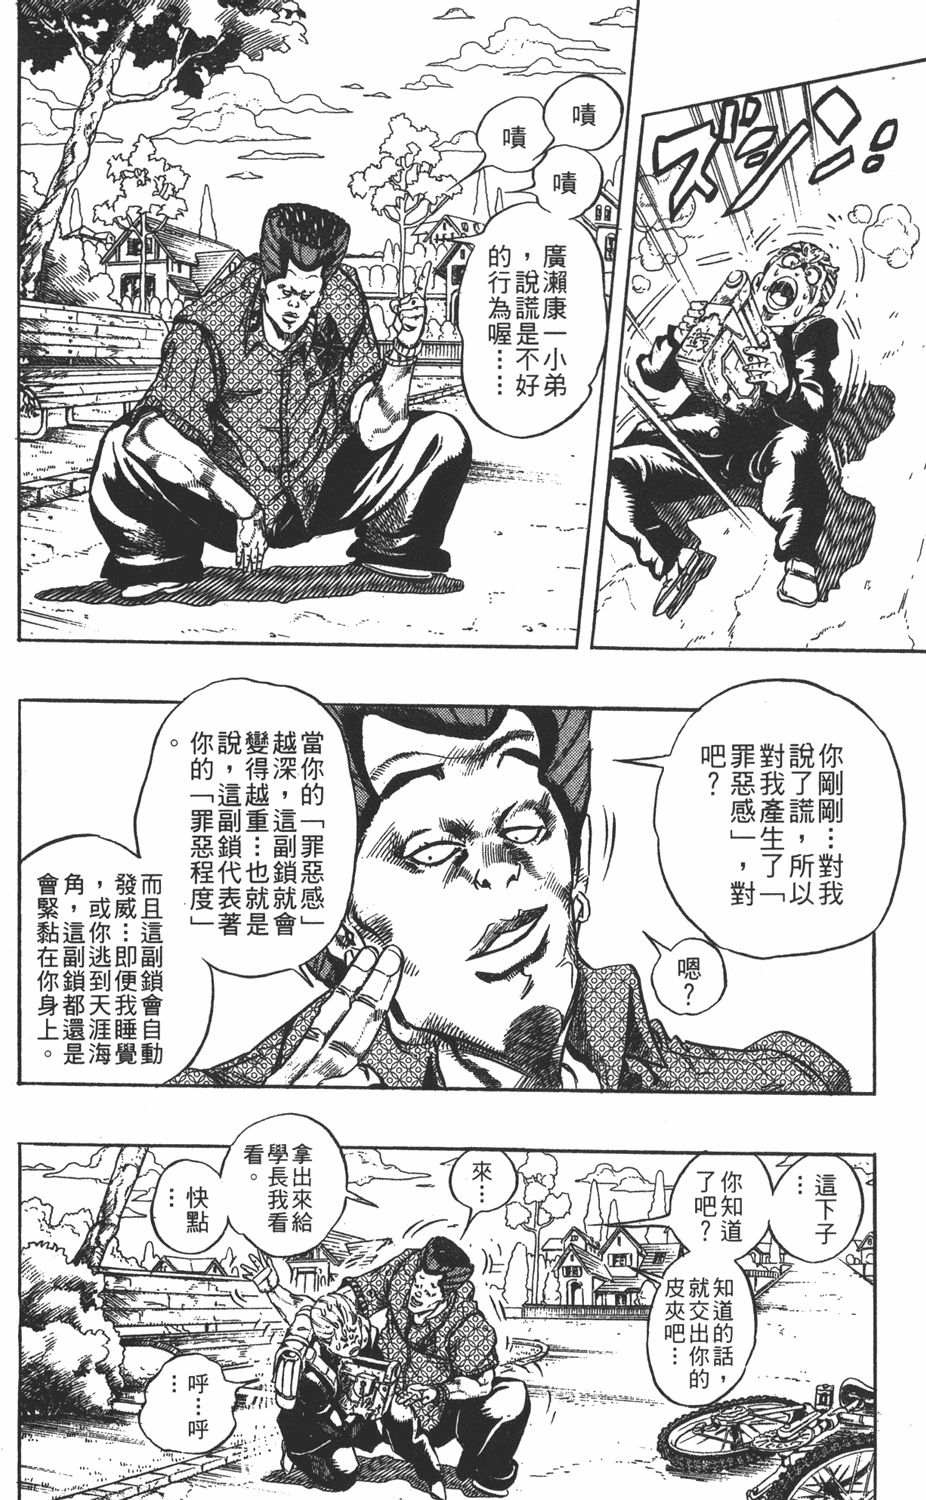 ズシン!!
嘖
嘖
嘖
廣瀨康一小弟
，說謊是不好
的行為喔……
你剛剛…對我
說了謊，所以
對我產生了「
罪惡感」，對
吧？
嗯？
當你的「罪惡感」
越深，這副鎖就會
變得越重…也就是
說，這副鎖代表著
你的「罪惡程度」
。
而且這副鎖會自動
發威…即便我睡覺
，或你逃到天涯海
角，這副鎖都還是
會緊黏在你身上。
這下子
…
你知道
了吧？
知道的話，
就交出你的
皮夾吧…
來…
拿出來給
學長我看
看。
快點
…
呼…呼
…